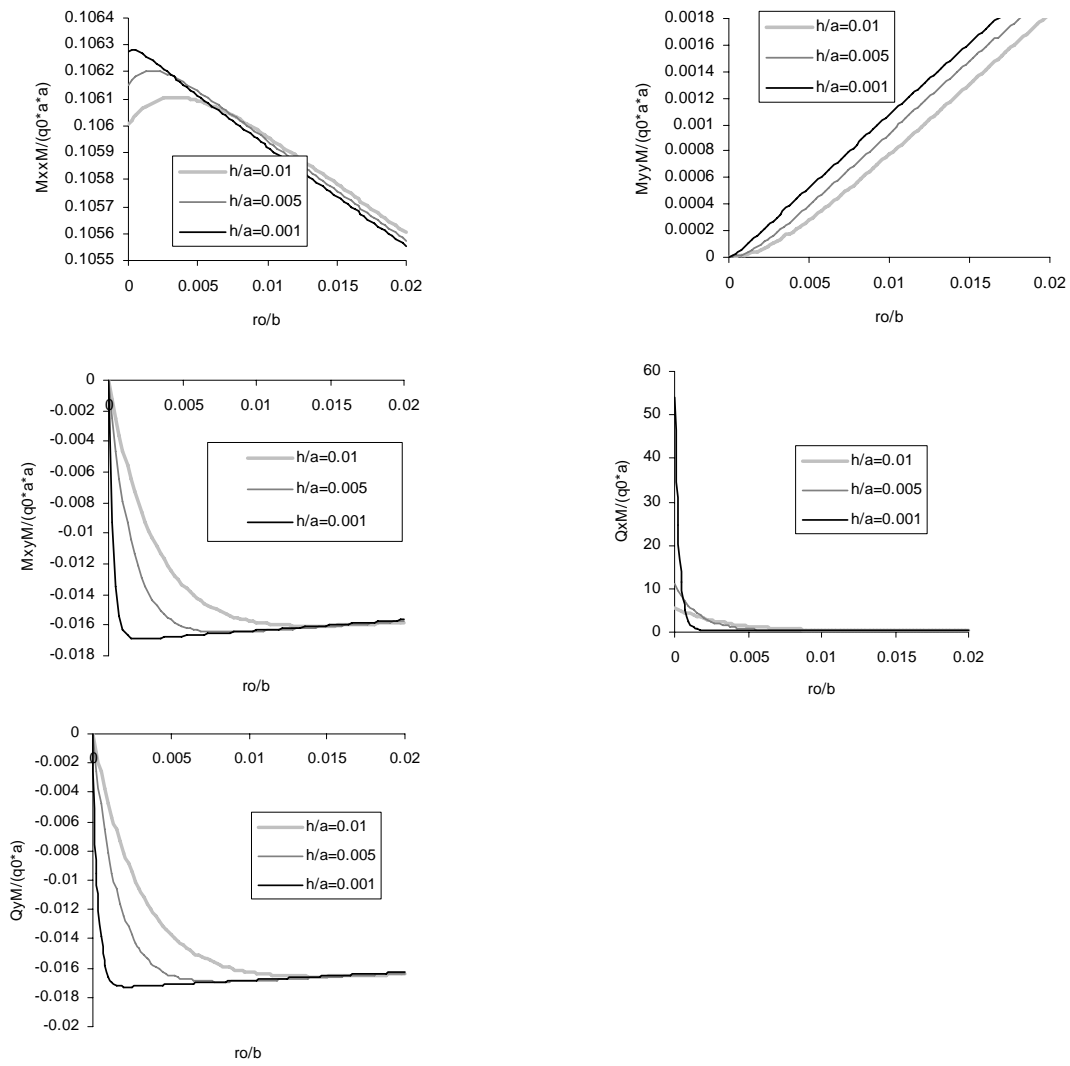 MxxM/(q0*a*a)
0.1064
0.1063
0.1062
0.1061
0.106
0.1059
0.1058
0.1057
0.1056
0.1055
h/a=0.01
h/a=0.005
h/a=0.001
0 0.005 0.01 0.015 0.02
ro/b
MyyM/(q0*a*a)
0.0018
0.0016
0.0014
0.0012
0.001
0.0008
0.0006
0.0004
0.0002
0
h/a=0.01
h/a=0.005
h/a=0.001
0 0.005 0.01 0.015 0.02
ro/b
MxyM/(q0*a*a)
0
0 0.005 0.01 0.015 0.02
-0.002
-0.004
-0.006
-0.008
-0.01
-0.012
-0.014
-0.016
-0.018
h/a=0.01
h/a=0.005
h/a=0.001
ro/b
QxM/(q0*a)
60
50
40
30
20
10
0
h/a=0.01
h/a=0.005
h/a=0.001
0 0.005 0.01 0.015 0.02
ro/b
QyM/(q0*a)
0
0 0.005 0.01 0.015 0.02
-0.002
-0.004
-0.006
-0.008
-0.01
-0.012
-0.014
-0.016
-0.018
-0.02
h/a=0.01
h/a=0.005
h/a=0.001
ro/b